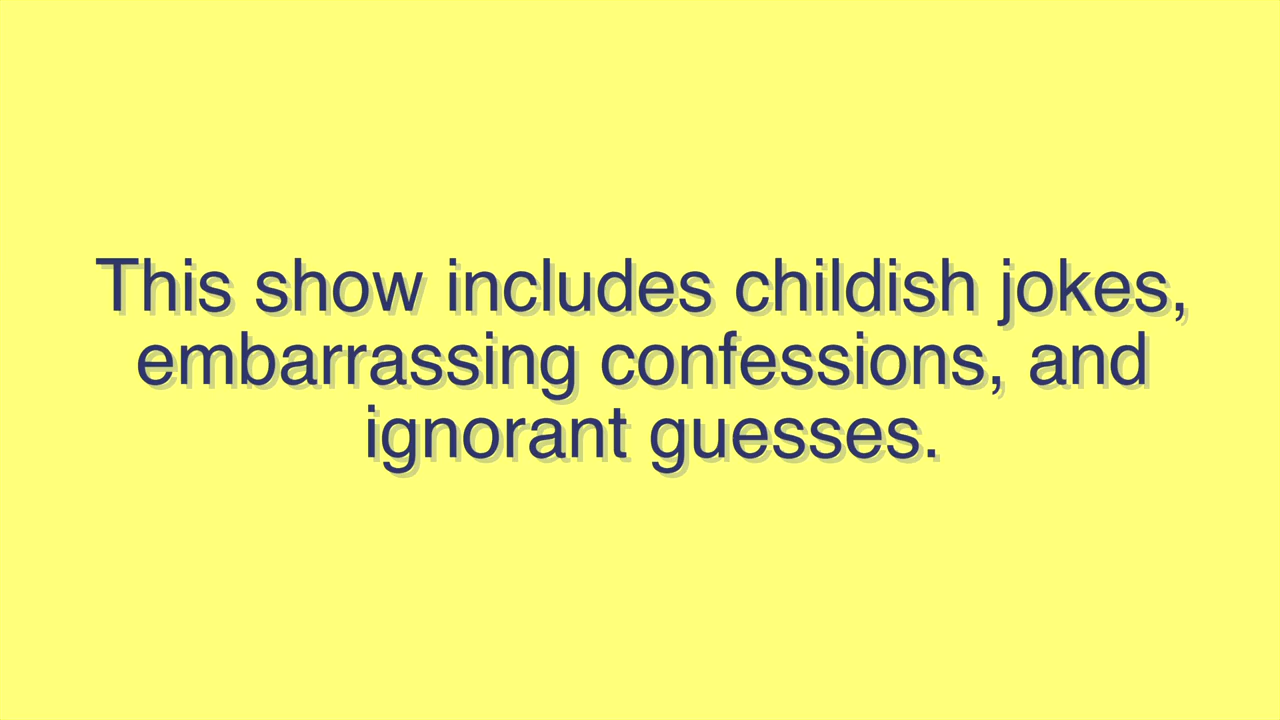 This show includes childish jokes,
embarrassing confessions, and
ignorant guesses.